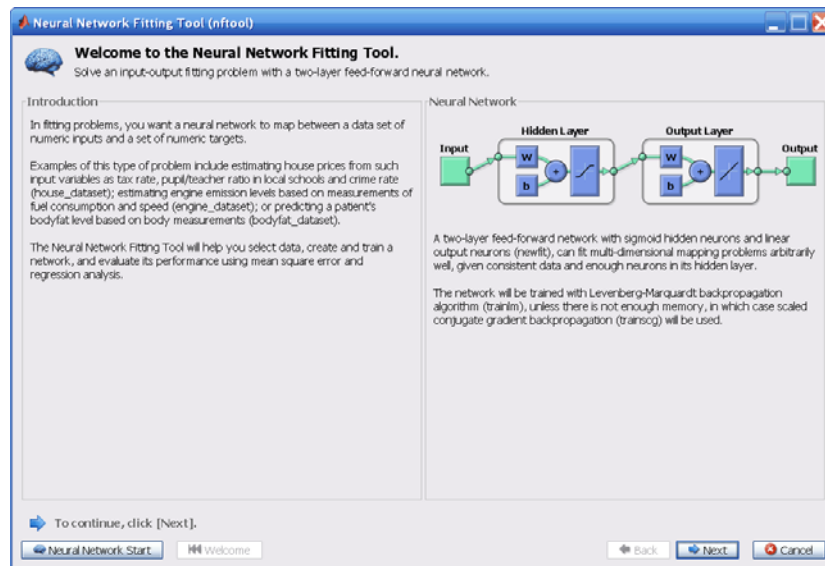 Neural Network Fitting Tool (nftool)
Welcome to the Neural Network Fitting Tool.
Solve an input-output fitting problem with a two-layer feed-forward neural network.
Introduction
In fitting problems, you want a neural network to map between a data set of
numeric inputs and a set of numeric targets.
Examples of this type of problem include estimating house prices from such
input variables as tax rate, pupil/teacher ratio in local schools and crime rate
(house_dataset); estimating engine emission levels based on measurements of
fuel consumption and speed (engine_dataset); or predicting a patient's
bodyfat level based on body measurements (bodyfat_dataset).
The Neural Network Fitting Tool will help you select data, create and train a
network, and evaluate its performance using mean square error and
regression analysis.
Neural Network
Hidden Layer Output Layer
Input Output
W W
+ +
b b
A two-layer feed-forward network with sigmoid hidden neurons and linear
output neurons (newfit), can fit multi-dimensional mapping problems arbitrarily
well, given consistent data and enough neurons in its hidden layer.
The network will be trained with Levenberg-Marquardt backpropagation
algorithm (trainlm), unless there is not enough memory, in which case scaled
conjugate gradient backpropagation (trainscg) will be used.
To continue, click [Next].
Neural Network Start Welcome Back Next Cancel